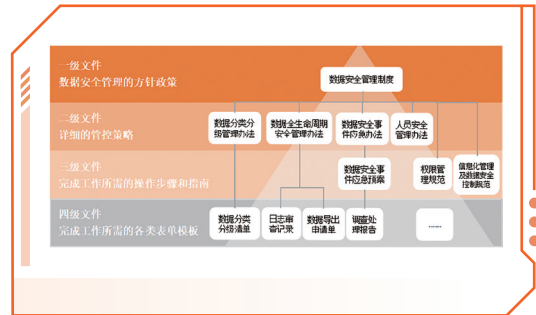 一级文件
数据安全管理的方针政策
数据安全管理制度
二级文件
详细的管控策略
数据分类分
级管理办法
数据全生命周期
安全管理办法
数据安全事
件应急办法
人员安全
管理办法
三级文件
完成工作所需的操作步骤和指南
数据安全事
件应急预案
权限管
理规范
信息化管理
及数据安全
控制规范
四级文件
完成工作所需的各类表单模板
数据分类
分级清单
日志审
查记录
数据导出
申请单
调查处
理报告
……